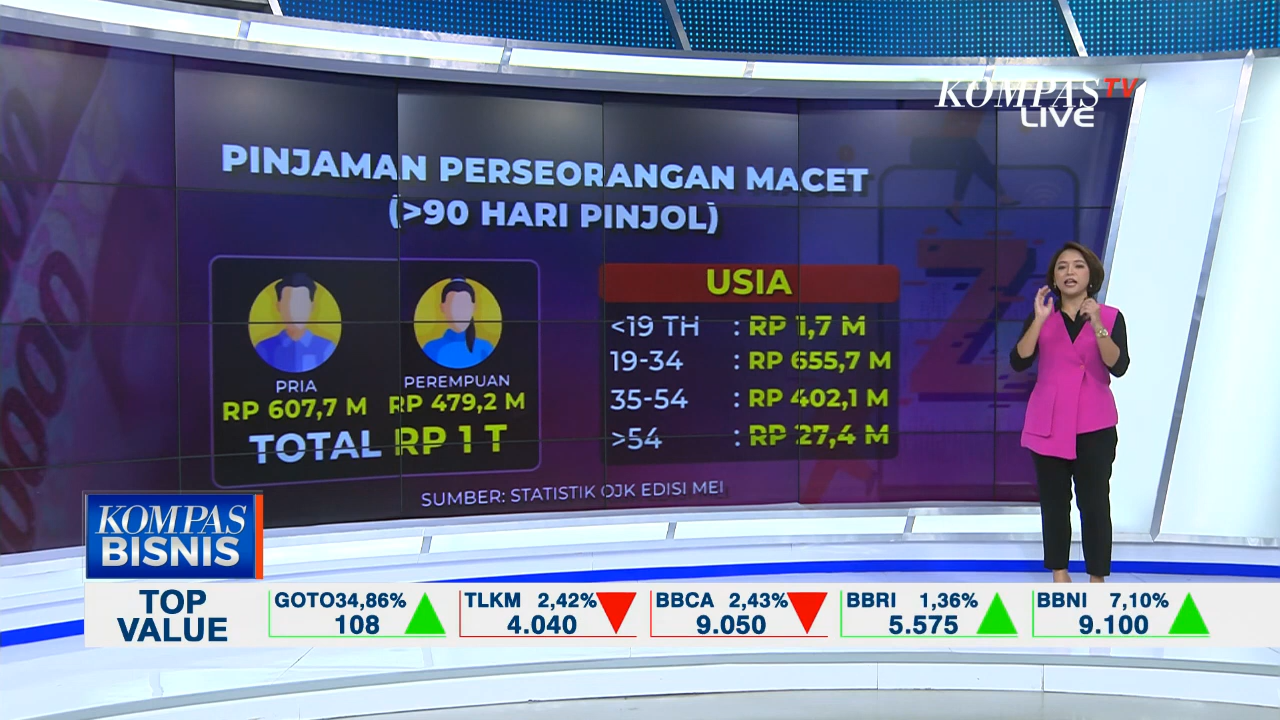 KOMPAS TV
LIVE
PINJAMAN PERSEORANGAN MACET
(>90 HARI PINJOL)
PRIA
RP 607,7 M
PEREMPUAN
RP 479,2 M
TOTAL RP 1 T
USIA
<19 TH : RP 1,7 M
19-34 : RP 655,7 M
35-54 : RP 402,1 M
>54 : RP 27,4 M
SUMBER: STATISTIK OJK EDISI MEI
KOMPAS
BISNIS
TOP
VALUE
GOTO 34,86%
108
TLKM 2,42%
4.040
BBCA 2,43%
9.050
BBRI 1,36%
5.575
BBNI 7,10%
9.100